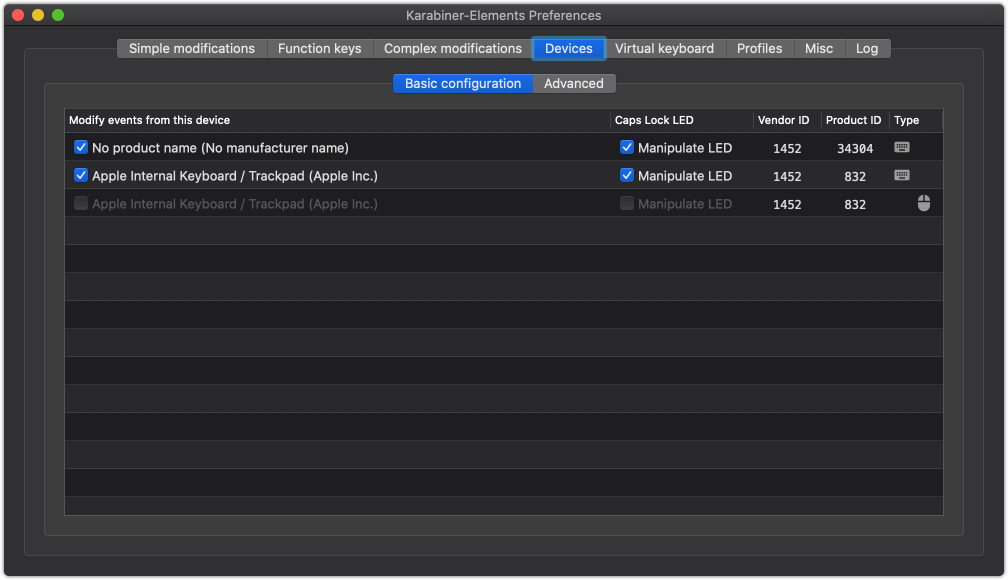 Karabiner-Elements Preferences
Simple modifications Function keys Complex modifications Devices Virtual keyboard Profiles Misc Log
Basic configuration Advanced
Modify events from this device Caps Lock LED Vendor ID Product ID Type
No product name (No manufacturer name) Manipulate LED 1452 34304
Apple Internal Keyboard / Trackpad (Apple Inc.) Manipulate LED 1452 832
Apple Internal Keyboard / Trackpad (Apple Inc.) Manipulate LED 1452 832